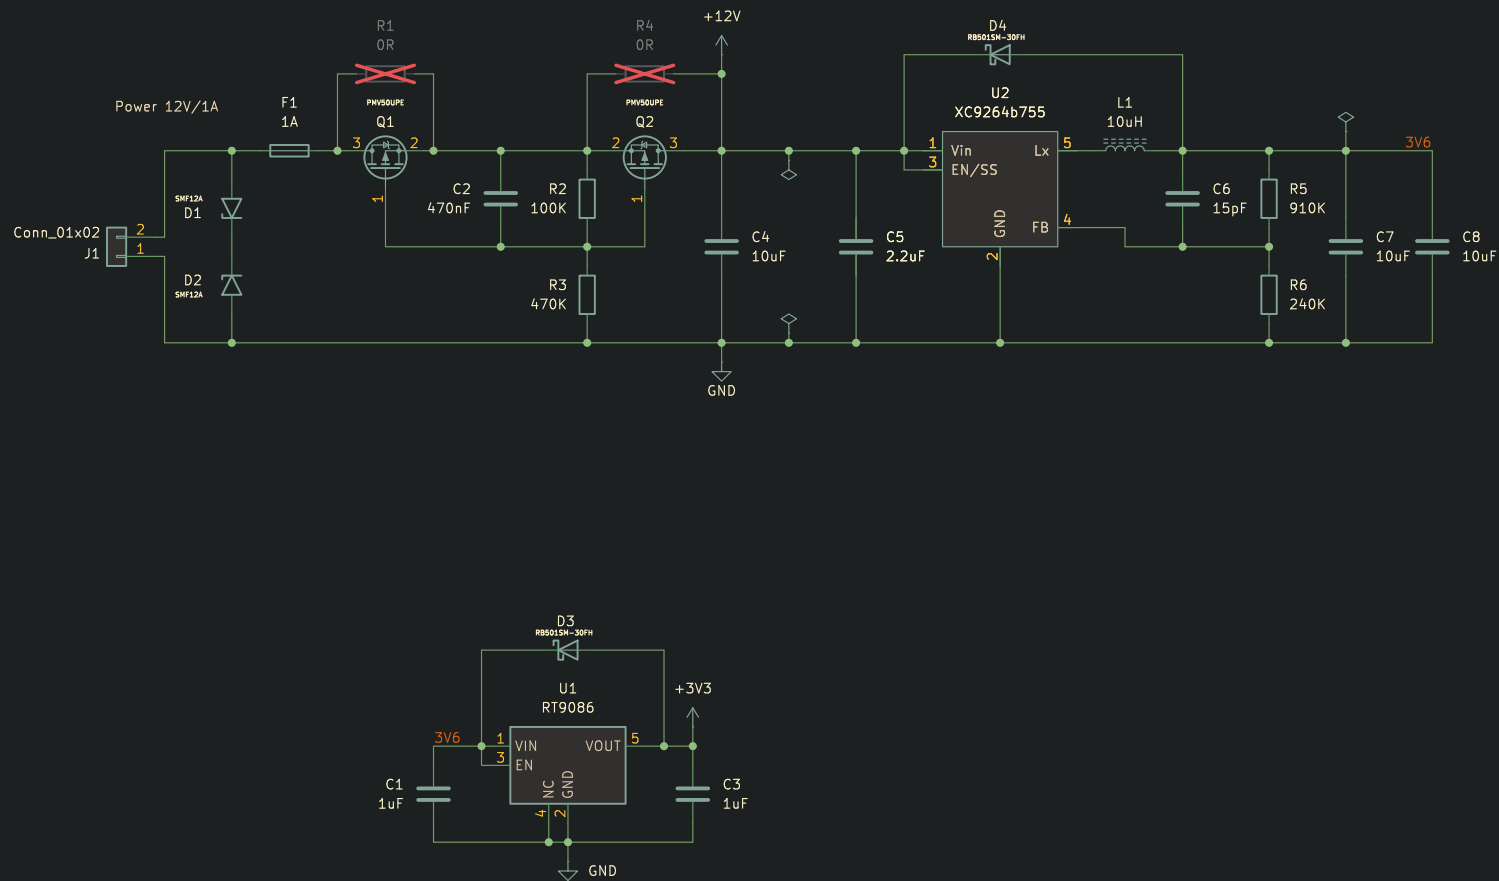 +12V
R1
0R
R4
0R
D4
RB501SM-30FH
Power 12V/1A
F1
1A
PMV50UPE
Q1
3
2
1
PMV50UPE
Q2
2
3
1
U2
XC9264b755
1
Vin
3
EN/SS
Lx
5
GND
2
FB
4
L1
10uH
3V6
SMF12A
D1
Conn_01x02
J1
2
1
D2
SMF12A
C2
470nF
R2
100K
R3
470K
C4
10uF
C5
2.2uF
C6
15pF
R5
910K
R6
240K
C7
10uF
C8
10uF
GND
D3
RB501SM-30FH
U1
RT9086
+3V3
3V6
1
VIN
3
EN
VOUT
5
NC
GND
4
2
C1
1uF
C3
1uF
GND